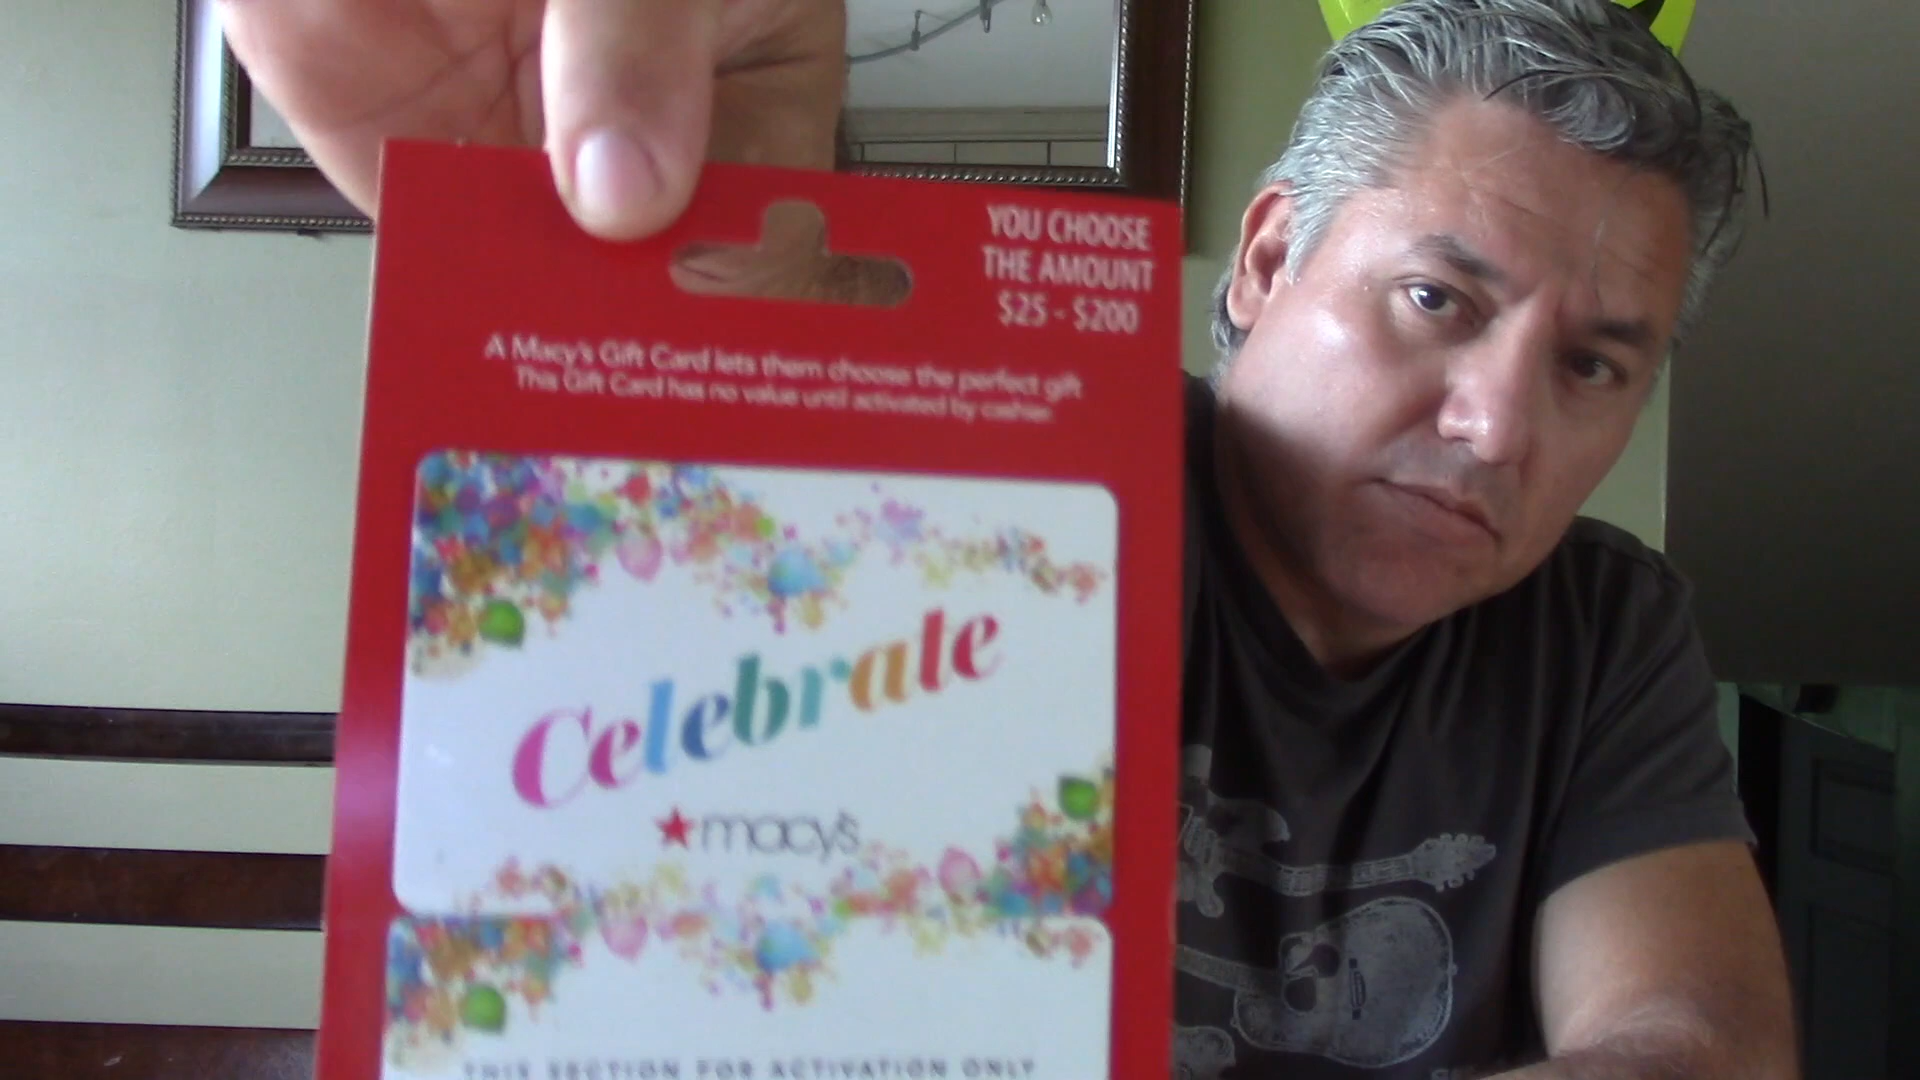 YOU CHOOSE
THE AMOUNT
$25 - $200
A Macy's Gift Card lets them choose the perfect gift
This Gift Card has no value until activated by cashier.
Celebrate
macy's
THIS SECTION FOR ACTIVATION ONLY